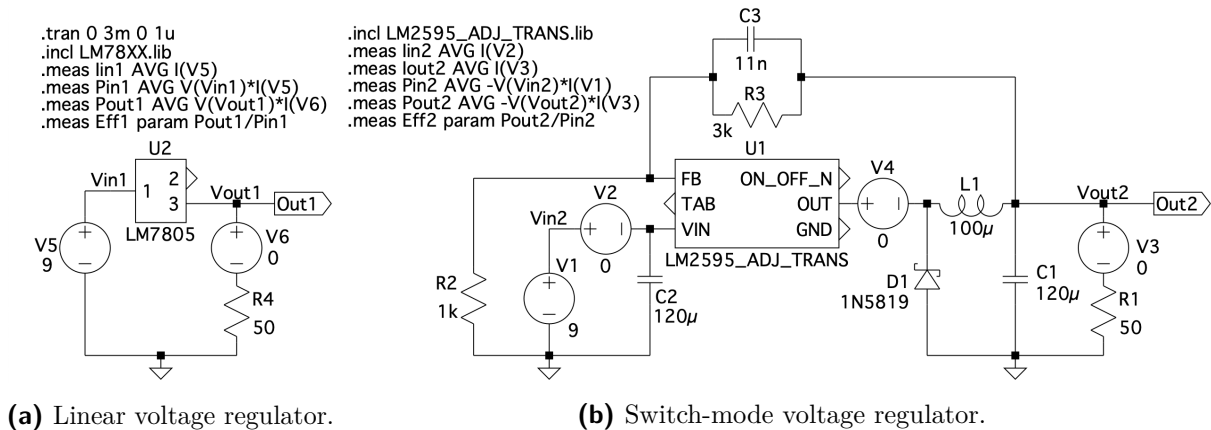 .tran 0 3m 0 1u
.incl LM78XX.lib
.meas Iin1 AVG I(V5)
.meas Pin1 AVG V(Vin1)*I(V5)
.meas Pout1 AVG V(Vout1)*I(V6)
.meas Eff1 param Pout1/Pin1
U2
Vin1
1
2
3
LM7805
Vout1
Out1
V5
9
V6
0
R4
50
(a) Linear voltage regulator.
.incl LM2595_ADJ_TRANS.lib
.meas Iin2 AVG I(V2)
.meas Iout2 AVG I(V3)
.meas Pin2 AVG -V(Vin2)*I(V1)
.meas Pout2 AVG -V(Vout2)*I(V3)
.meas Eff2 param Pout2/Pin2
C3
11n
R3
3k
U1
FB
ON_OFF_N
TAB
OUT
VIN
GND
LM2595_ADJ_TRANS
V2
0
Vin2
V1
9
R2
1k
C2
120µ
V4
0
L1
100µ
D1
1N5819
C1
120µ
Vout2
Out2
V3
0
R1
50
(b) Switch-mode voltage regulator.